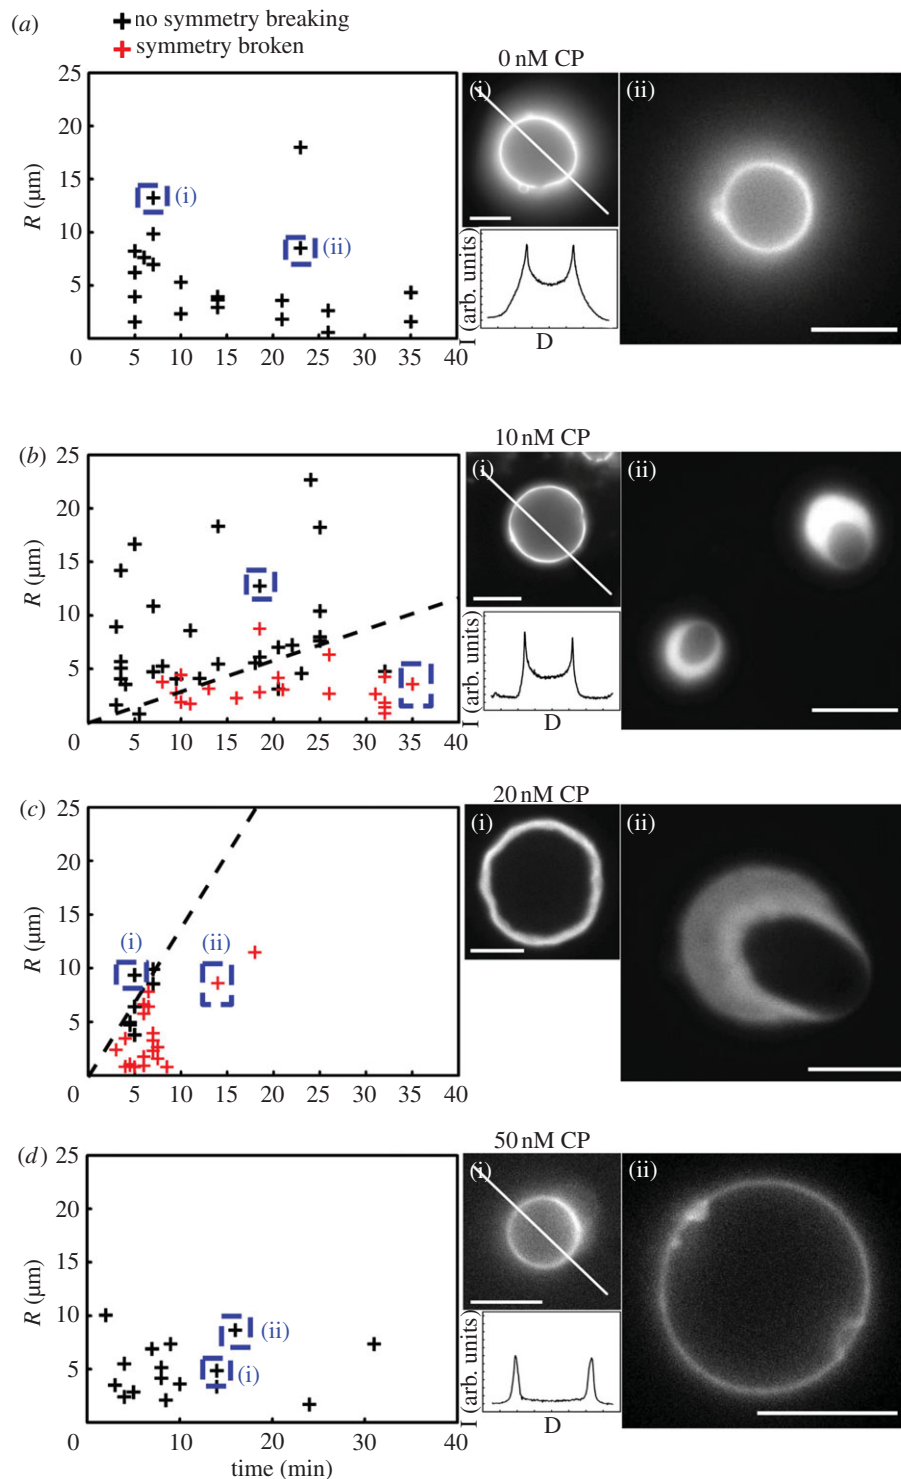 (a)
no symmetry breaking
symmetry broken
0 nM CP
25
20
15
10
5
0
R (µm)
(i)
(ii)
5 10 15 20 25 30 35 40
(i)
I (arb. units)
D
(ii)
(b)
10 nM CP
25
20
15
10
5
0
R (µm)
5 10 15 20 25 30 35 40
(i)
I (arb. units)
D
(ii)
(c)
20 nM CP
25
20
15
10
5
0
R (µm)
(i)
(ii)
5 10 15 20 25 30 35 40
(i)
(ii)
(d)
50 nM CP
25
20
15
10
5
0
R (µm)
(ii)
(i)
5 10 15 20 25 30 35 40
time (min)
(i)
I (arb. units)
D
(ii)